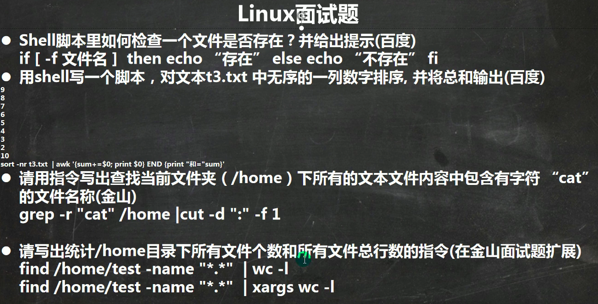 Linux面试题
● Shell脚本里如何检查一个文件是否存在？并给出提示(百度)
if [ -f 文件名 ]  then echo “存在” else echo “不存在” fi
● 用shell写一个脚本，对文本t3.txt 中无序的一列数字排序, 并将总和输出(百度)
9
8
7
6
5
4
3
2
10
sort -nr t3.txt | awk '{sum+=$0; print $0} END {print "和="sum}'
● 请用指令写出查找当前文件夹（/home）下所有的文本文件内容中包含有字符 “cat”
的文件名称(金山)
grep -r "cat" /home |cut -d ":" -f 1
● 请写出统计/home目录下所有文件个数和所有文件总行数的指令(在金山面试题扩展)
find /home/test -name "*.*" | wc -l
find /home/test -name "*.*" | xargs wc -l